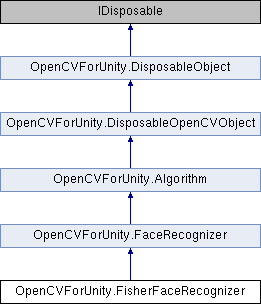 IDisposable
OpenCVForUnity.DisposableObject
OpenCVForUnity.DisposableOpenCVObject
OpenCVForUnity.Algorithm
OpenCVForUnity.FaceRecognizer
OpenCVForUnity.FisherFaceRecognizer